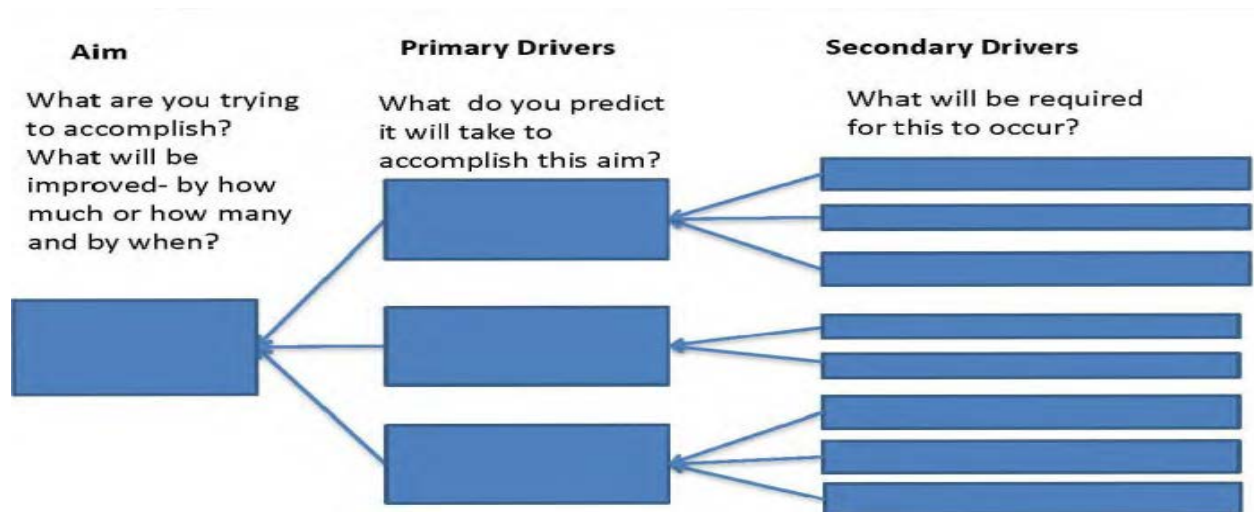 Aim
What are you trying
to accomplish?
What will be
improved- by how
much or how many
and by when?
Primary Drivers
What do you predict
it will take to
accomplish this aim?
Secondary Drivers
What will be required
for this to occur?